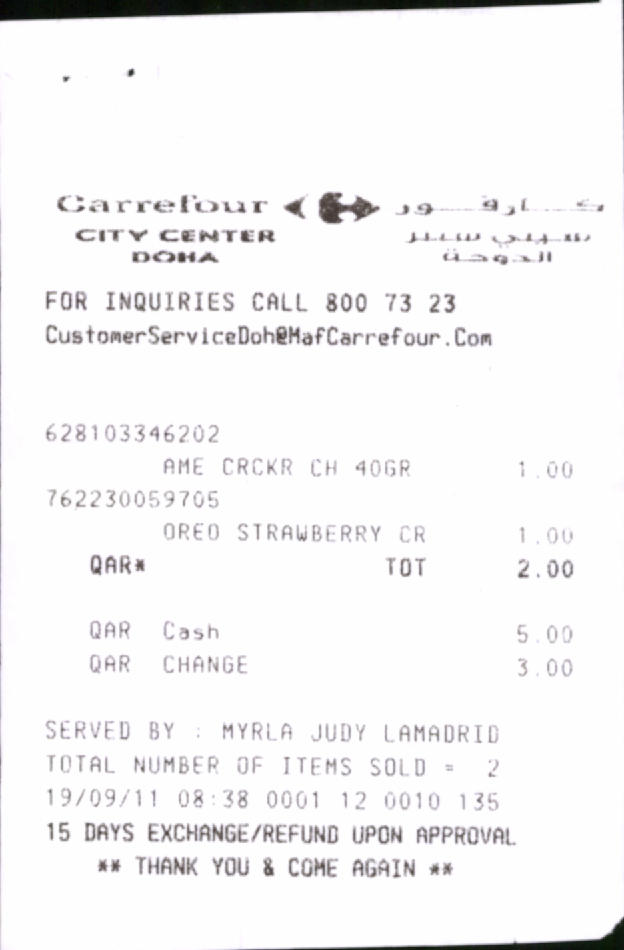 Carrefour كارفور
CITY CENTER سيتي سنتر
DOHA الدوحة
FOR INQUIRIES CALL 800 73 23
CustomerServiceDoh@MafCarrefour.Com
628103346202
AME CRCKR CH 40GR 1.00
762230059705
OREO STRAWBERRY CR 1.00
QAR* TOT 2.00
QAR Cash 5.00
QAR CHANGE 3.00
SERVED BY : MYRLA JUDY LAMADRID
TOTAL NUMBER OF ITEMS SOLD = 2
19/09/11 08:38 0001 12 0010 135
15 DAYS EXCHANGE/REFUND UPON APPROVAL
** THANK YOU & COME AGAIN **